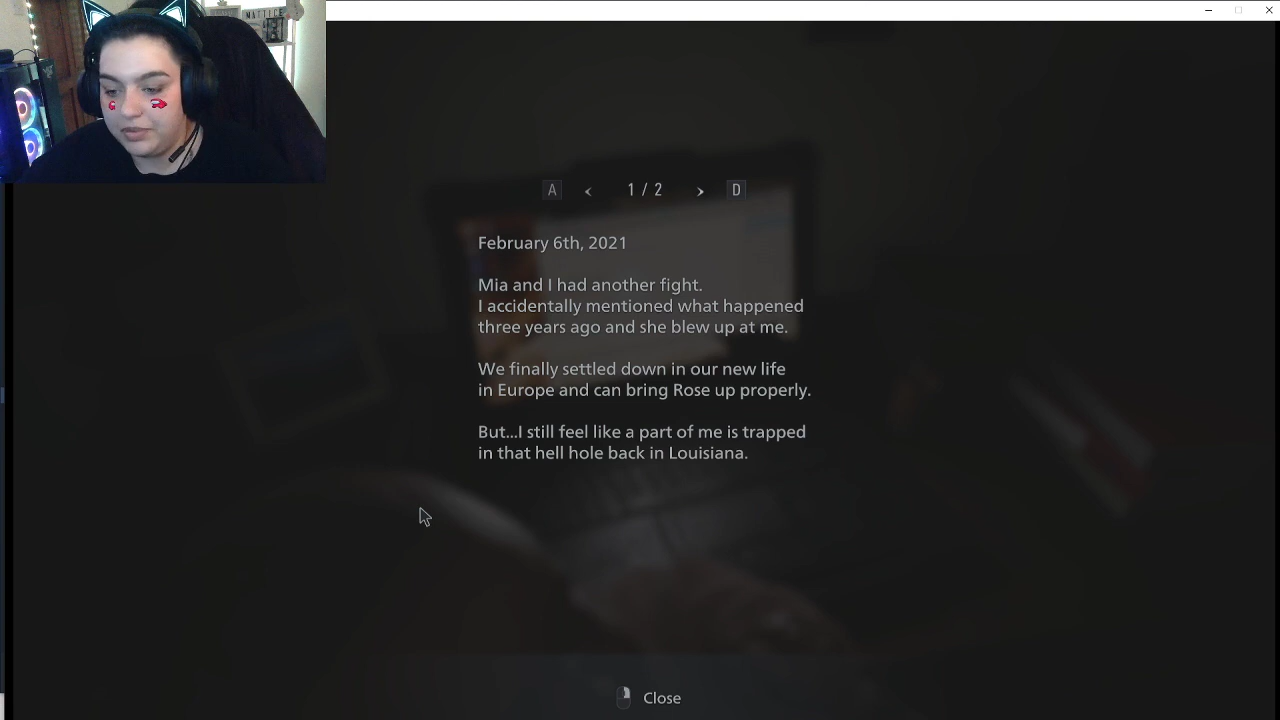 MATTICE
A < 1 / 2 > D
February 6th, 2021
Mia and I had another fight.
I accidentally mentioned what happened
three years ago and she blew up at me.
We finally settled down in our new life
in Europe and can bring Rose up properly.
But...I still feel like a part of me is trapped
in that hell hole back in Louisiana.
Close